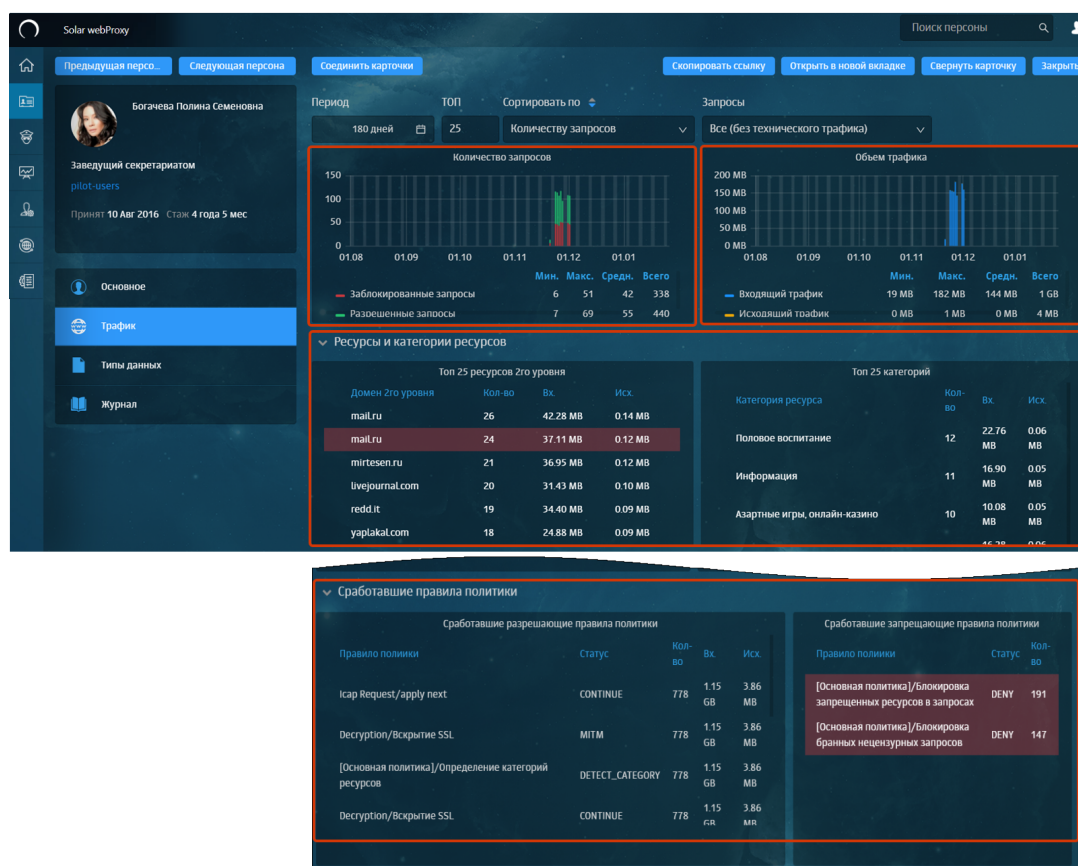 Solar webProxy
Поиск персоны
Предыдущая персо...
Следующая персона
Соединить карточки
Скопировать ссылку
Открыть в новой вкладке
Свернуть карточку
Закрыть
Богачева Полина Семеновна
Заведущий секретариатом
pilot-users
Принят 10 Авг 2016 Стаж 4 года 5 мес
Основное
Трафик
Типы данных
Журнал
Период ТОП Сортировать по Запросы
180 дней 25 Количеству запросов Все (без технического трафика)
Количество запросов
150
100
50
0
01.08 01.09 01.10 01.11 01.12 01.01
Мин. Макс. Средн. Всего
Заблокированные запросы 6 51 42 338
Разрешенные запросы 7 69 55 440
Объем трафика
200 MB
150 MB
100 MB
50 MB
0 MB
01.08 01.09 01.10 01.11 01.12 01.01
Мин. Макс. Средн. Всего
Входящий трафик 19 MB 182 MB 144 MB 1 GB
Исходящий трафик 0 MB 1 MB 0 MB 4 MB
Ресурсы и категории ресурсов
Топ 25 ресурсов 2го уровня
Домен 2го уровня Кол-во Вх. Исх.
mail.ru 26 42.28 MB 0.14 MB
mail.ru 24 37.11 MB 0.12 MB
mirtesen.ru 21 36.95 MB 0.12 MB
livejournal.com 20 31.43 MB 0.10 MB
redd.it 19 34.40 MB 0.09 MB
yaplakal.com 18 24.88 MB 0.09 MB
Топ 25 категорий
Кол-
Категория ресурса Вх. Исх.
во
22.76 0.06
Половое воспитание 12
MB MB
16.90 0.05
Информация 11
MB MB
10.08 0.05
Азартные игры, онлайн-казино 10
MB MB
16.28 0.06
Сработавшие правила политики
Сработавшие разрешающие правила политики
Кол-
Правило полиики Статус Вх. Исх.
во
1.15 3.86
Icap Request/apply next CONTINUE 778
GB MB
1.15 3.86
Decryption/Вскрытие SSL MITM 778
GB MB
[Основная политика]/Определение категорий 1.15 3.86
DETECT_CATEGORY 778
ресурсов GB MB
1.15 3.86
Decryption/Вскрытие SSL CONTINUE 778
GB MB
Сработавшие запрещающие правила политики
Кол-
Правило полиики Статус
во
[Основная политика]/Блокировка
DENY 191
запрещенных ресурсов в запросах
[Основная политика]/Блокировка
DENY 147
бранных нецензурных запросов